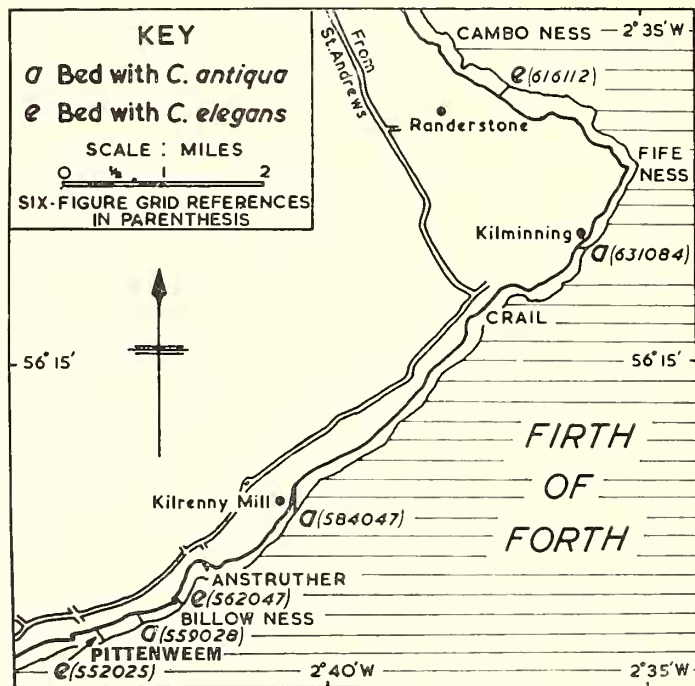 KEY
a Bed with C. antiqua
e Bed with C. elegans
SCALE : MILES
0 ½ 1 2
SIX-FIGURE GRID REFERENCES
IN PARENTHESIS
From
St. Andrews
CAMBO NESS
2° 35' W
e (616112)
Randerstone
FIFE
NESS
Kilminning
a (631084)
CRAIL
56° 15'
56° 15'
FIRTH
OF
FORTH
Kilrenny Mill
a (584047)
ANSTRUTHER
e (562047)
BILLOW NESS
a (559028)
PITTENWEEM
e (552025)
2° 40' W
2° 35' W